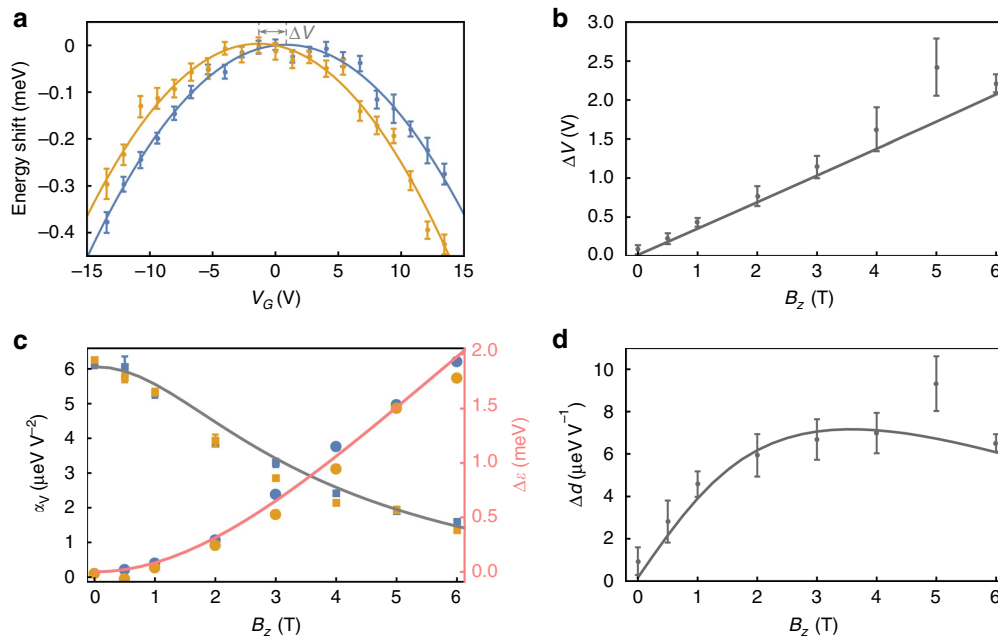 a
ΔV
0
−0.1
−0.2
−0.3
−0.4
Energy shift (meV)
−15 −10 −5 0 5 10 15
V_G (V)
b
3.0
2.5
2.0
1.5
1.0
0.5
0.0
ΔV (V)
0 1 2 3 4 5 6
B_z (T)
c
6
5
4
3
2
1
0
α_V (μeV V⁻²)
2.0
1.5
1.0
0.5
0.0
Δε (meV)
0 1 2 3 4 5 6
B_z (T)
d
10
8
6
4
2
0
Δd (μeV V⁻¹)
0 1 2 3 4 5 6
B_z (T)